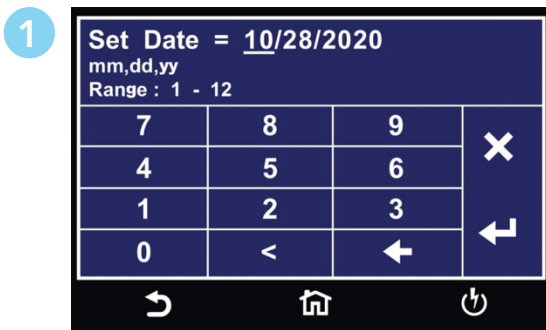 1
Set Date = 10/28/2020
mm,dd,yy
Range : 1 - 12
7 8 9
4 5 6
1 2 3
0 <